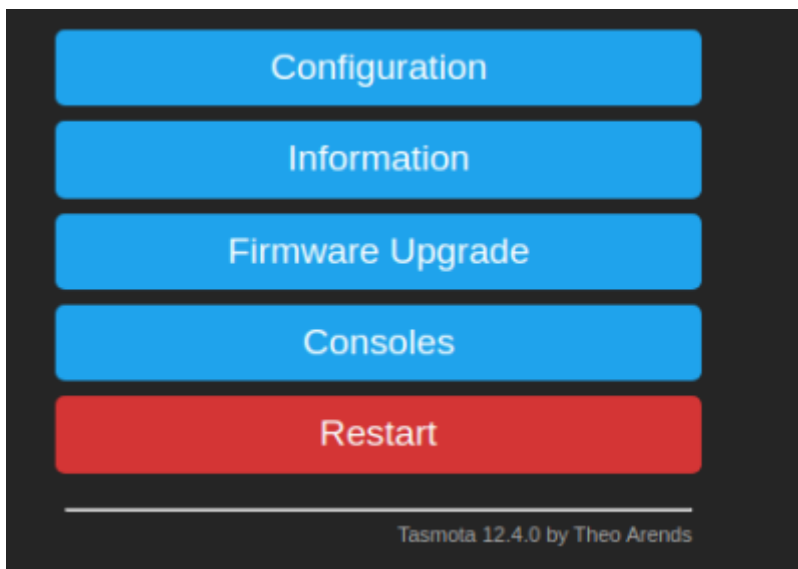 Configuration
Information
Firmware Upgrade
Consoles
Restart
Tasmota 12.4.0 by Theo Arends